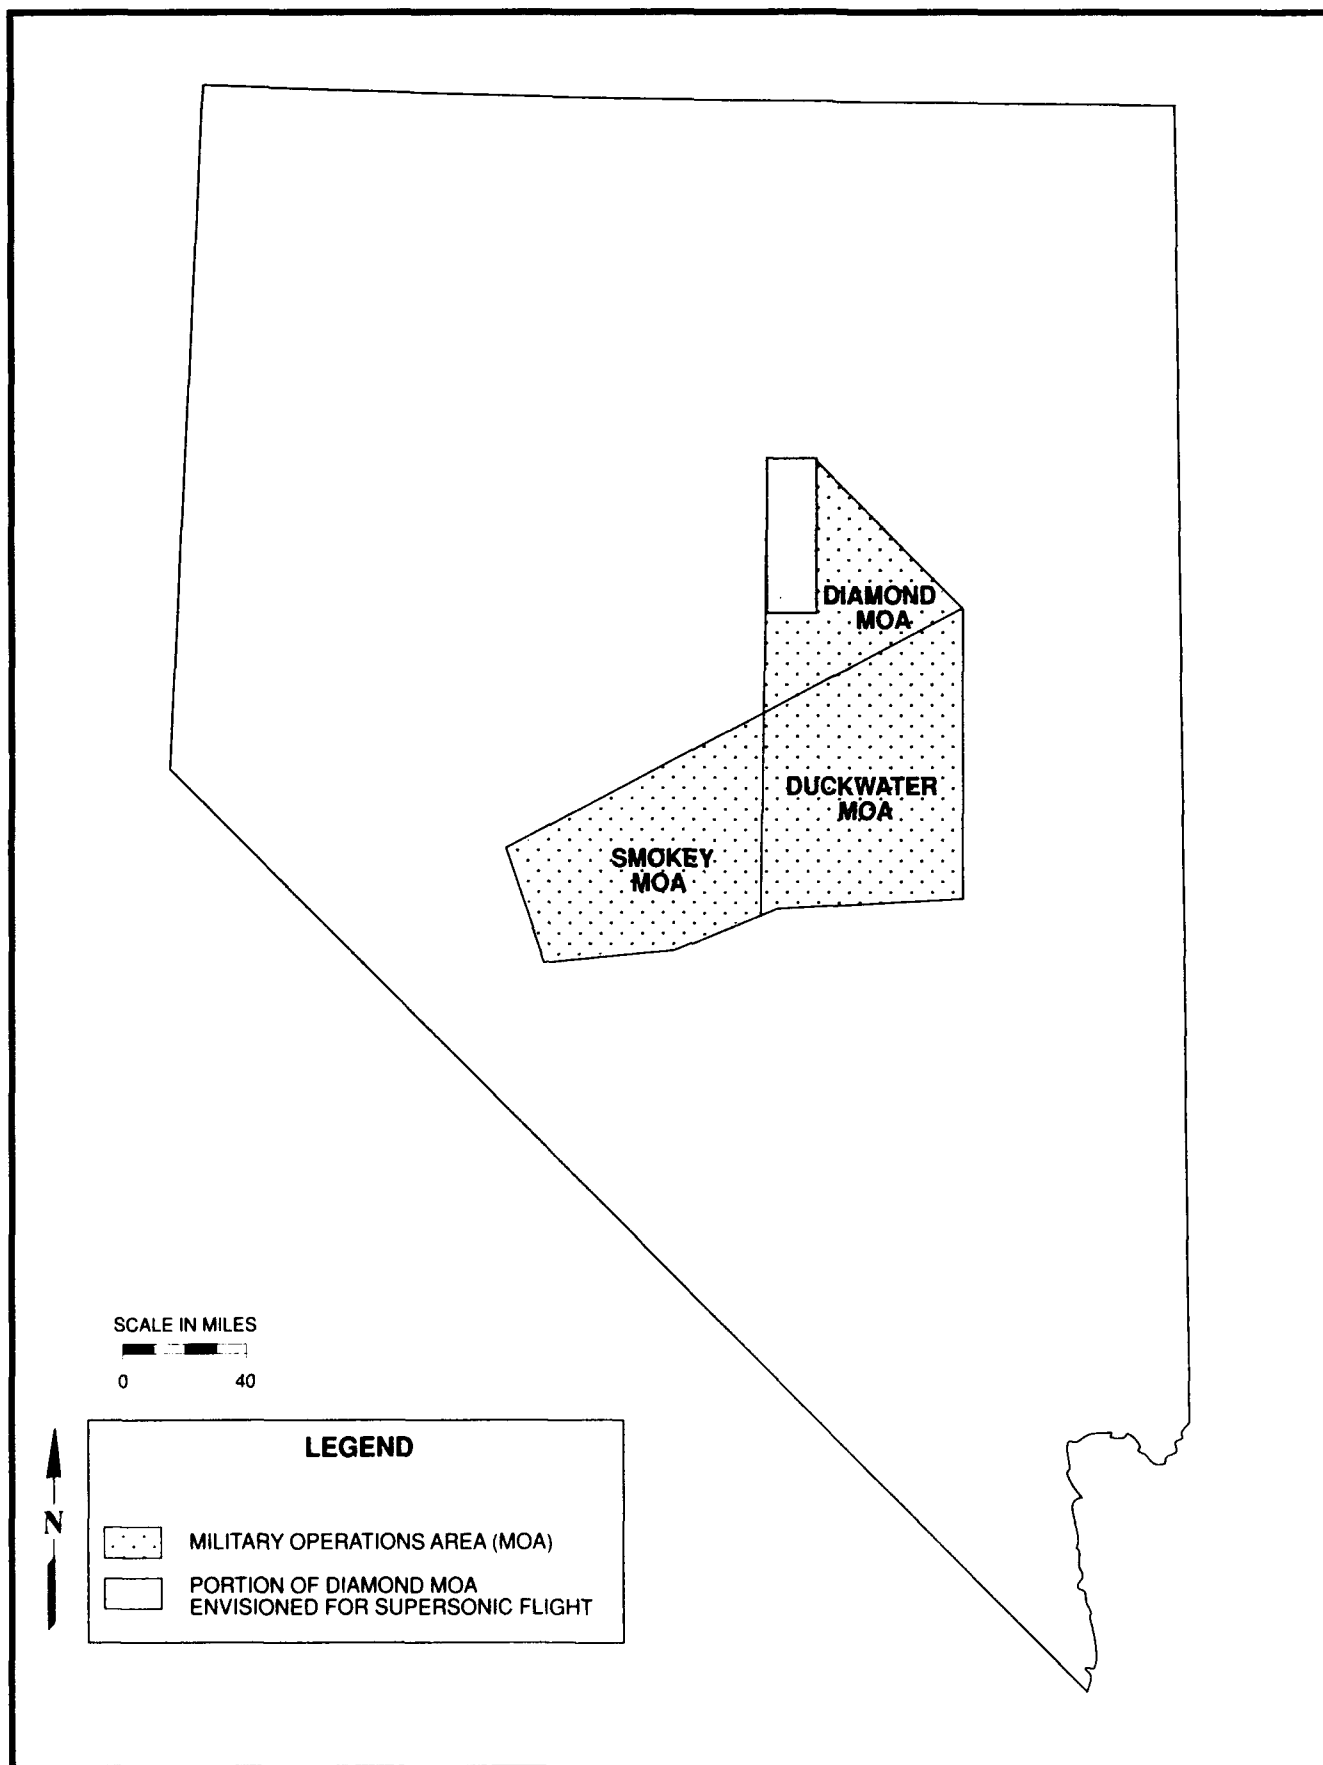 DIAMOND
MOA
DUCKWATER
MOA
SMOKEY
MOA
SCALE IN MILES
0 40
N
LEGEND
MILITARY OPERATIONS AREA (MOA)
PORTION OF DIAMOND MOA
ENVISIONED FOR SUPERSONIC FLIGHT